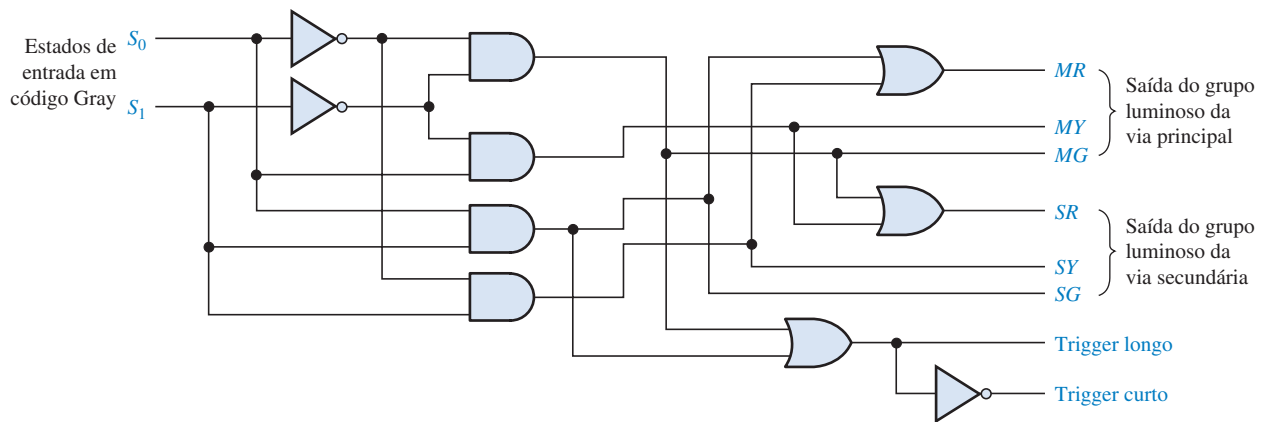 Estados de
entrada em
código Gray
S0
S1
MR
MY
MG
Saída do grupo
luminoso da
via principal
SR
SY
SG
Saída do grupo
luminoso da
via secundária
Trigger longo
Trigger curto